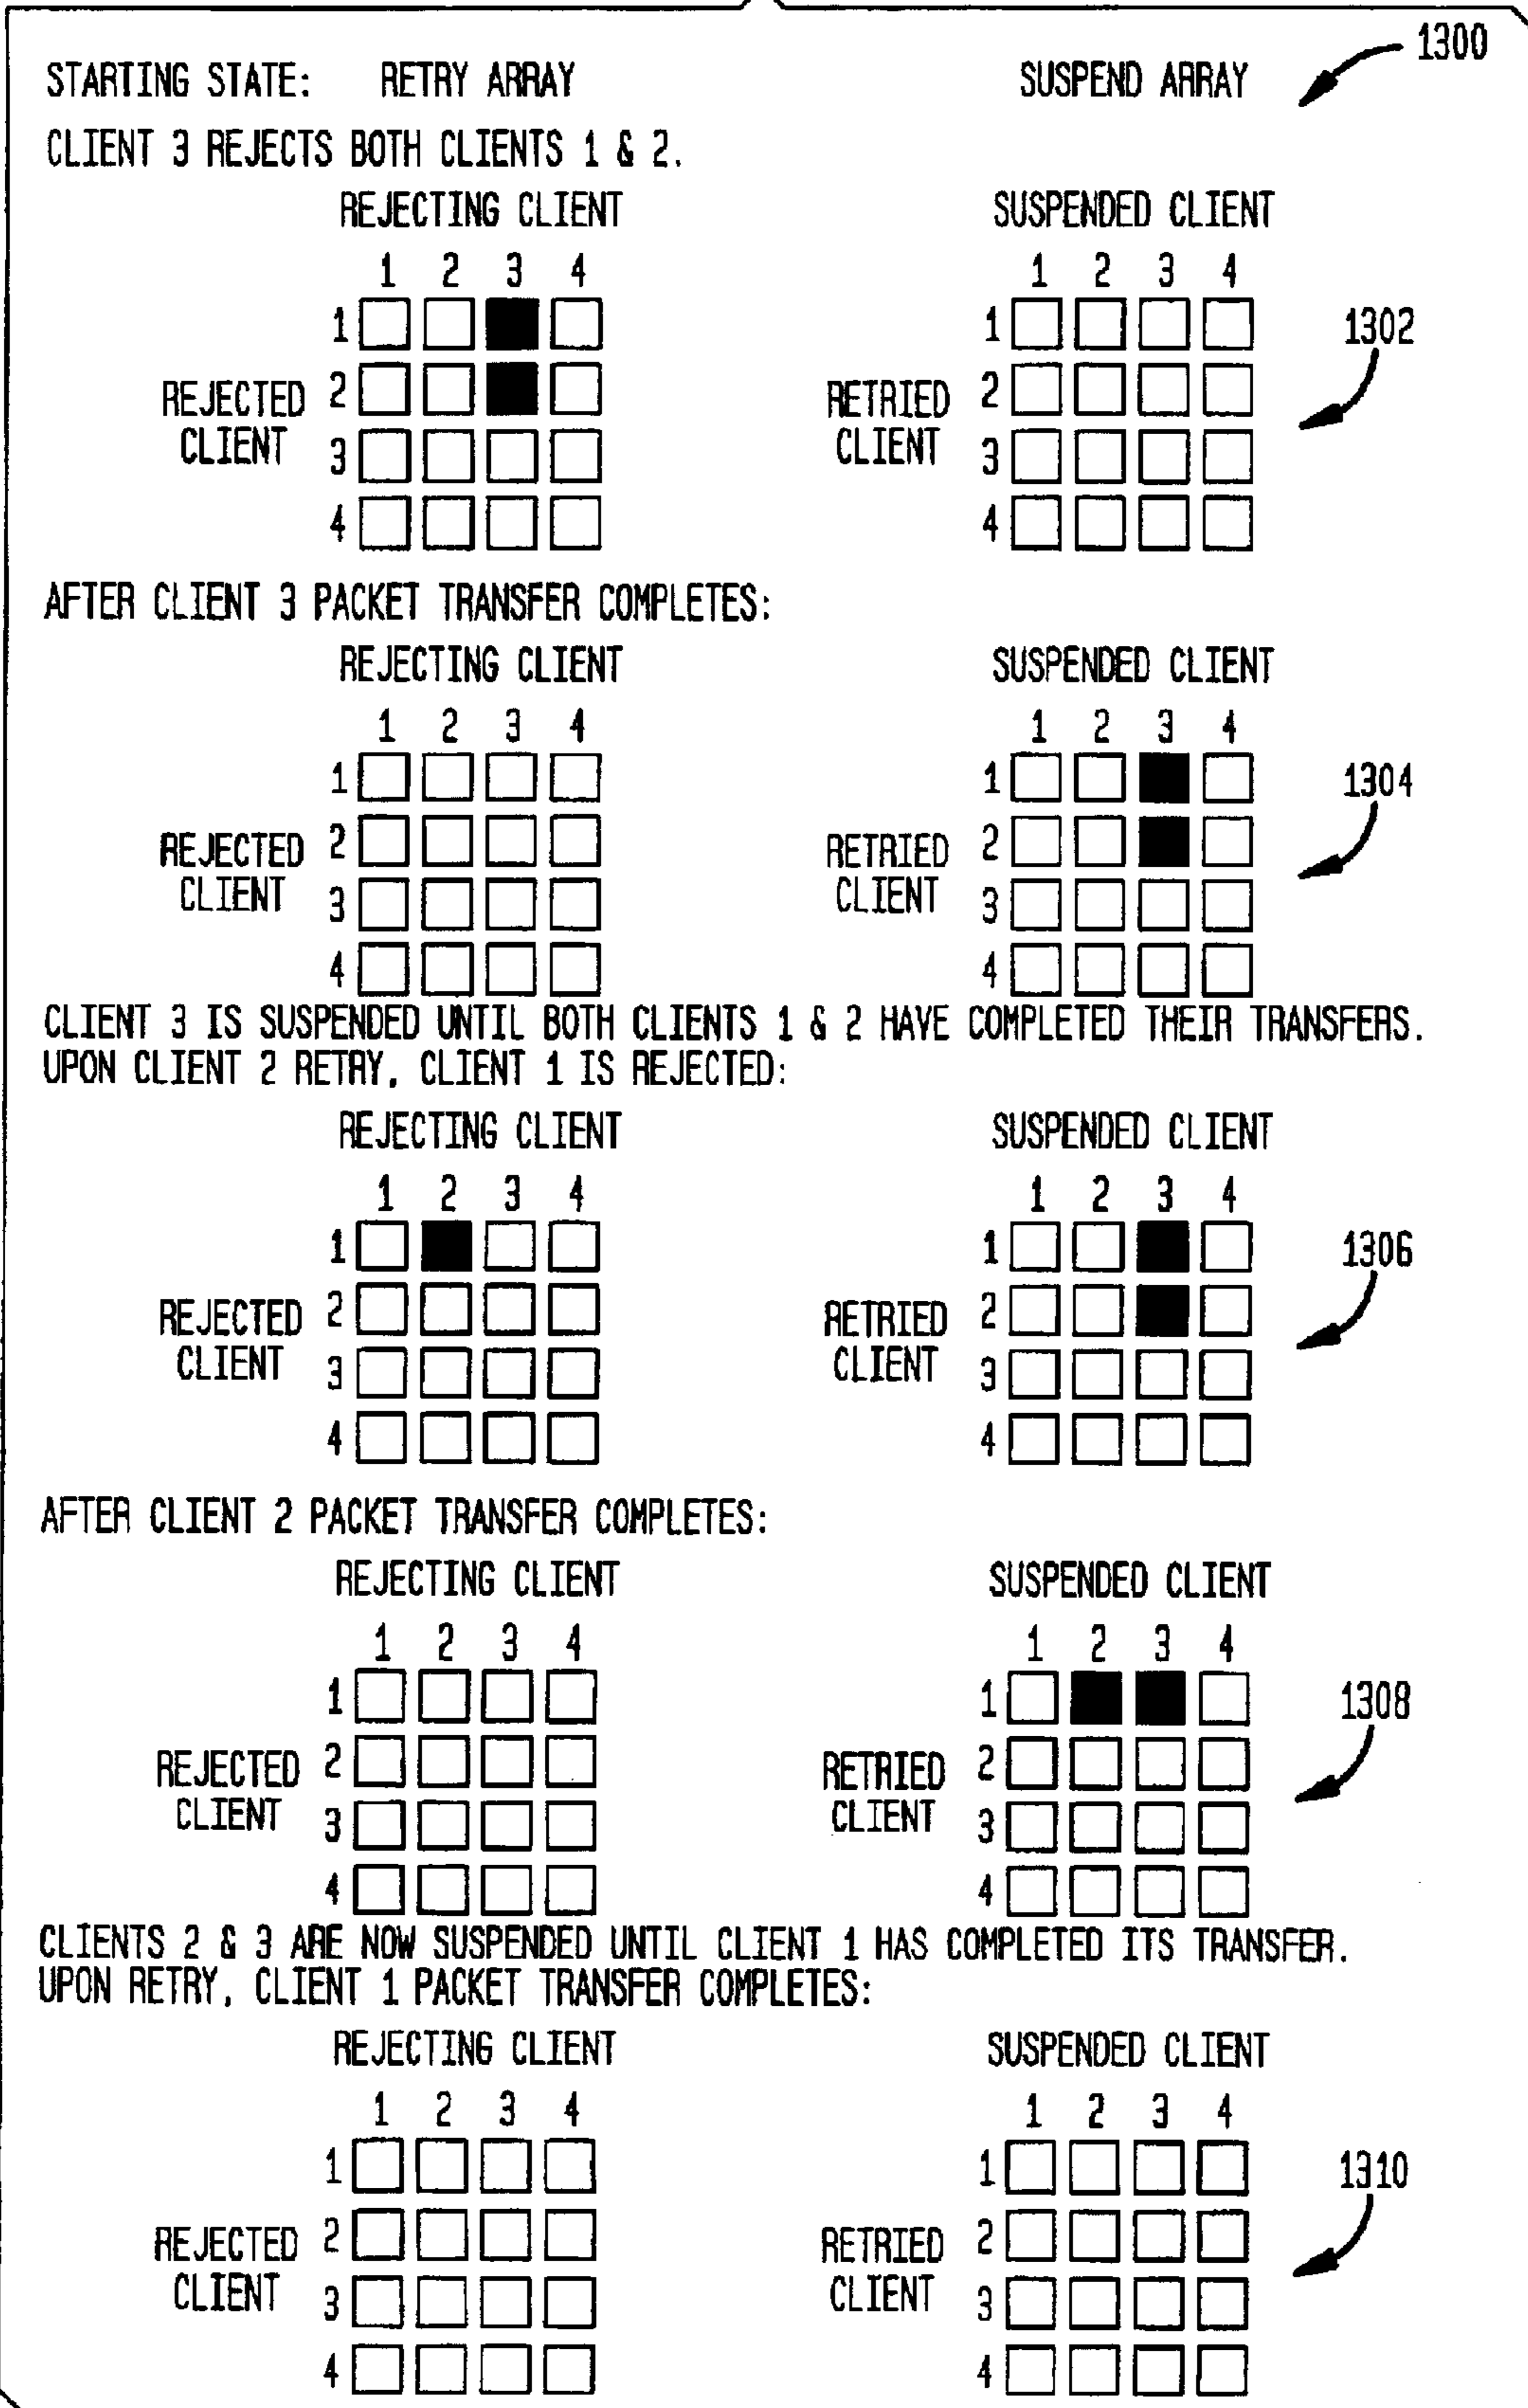 1300
STARTING STATE: RETRY ARRAY SUSPEND ARRAY
CLIENT 3 REJECTS BOTH CLIENTS 1 & 2.
REJECTING CLIENT SUSPENDED CLIENT
1 2 3 4 1 2 3 4
1 1 1302
REJECTED 2 RETRIED 2
CLIENT CLIENT
3 3
4 4
AFTER CLIENT 3 PACKET TRANSFER COMPLETES:
REJECTING CLIENT SUSPENDED CLIENT
1 2 3 4 1 2 3 4
1 1 1304
REJECTED 2 RETRIED 2
CLIENT 3 CLIENT 3
4 4
CLIENT 3 IS SUSPENDED UNTIL BOTH CLIENTS 1 & 2 HAVE COMPLETED THEIR TRANSFERS.
UPON CLIENT 2 RETRY, CLIENT 1 IS REJECTED:
REJECTING CLIENT SUSPENDED CLIENT
1 2 3 4 1 2 3 4
1 1 1306
REJECTED 2 RETRIED 2
CLIENT 3 CLIENT 3
4 4
AFTER CLIENT 2 PACKET TRANSFER COMPLETES:
REJECTING CLIENT SUSPENDED CLIENT
1 2 3 4 1 2 3 4
1 1 1308
REJECTED 2 RETRIED 2
CLIENT 3 CLIENT 3
4 4
CLIENTS 2 & 3 ARE NOW SUSPENDED UNTIL CLIENT 1 HAS COMPLETED ITS TRANSFER.
UPON RETRY, CLIENT 1 PACKET TRANSFER COMPLETES:
REJECTING CLIENT SUSPENDED CLIENT
1 2 3 4 1 2 3 4
1 1 1310
REJECTED 2 RETRIED 2
CLIENT 3 CLIENT 3
4 4